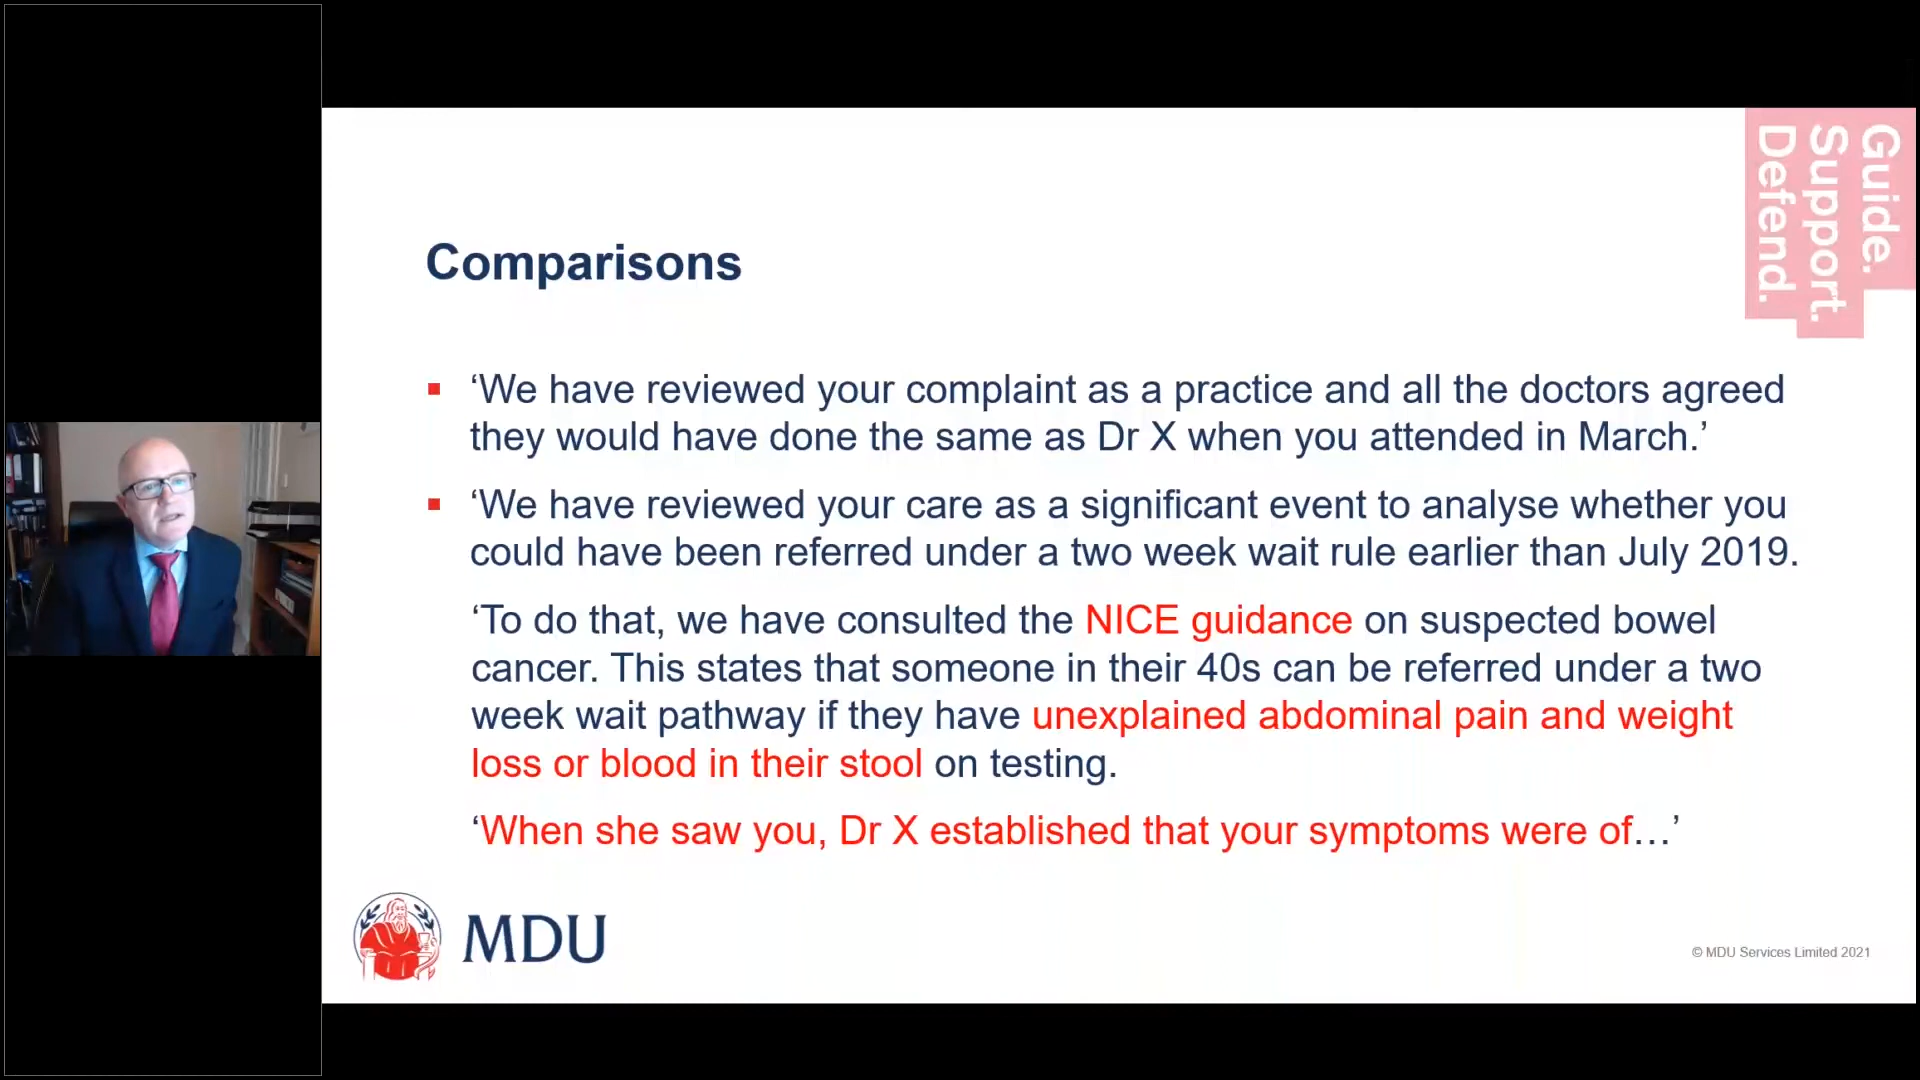 Guide.
Support.
Defend.
Comparisons
‘We have reviewed your complaint as a practice and all the doctors agreed
they would have done the same as Dr X when you attended in March.’
‘We have reviewed your care as a significant event to analyse whether you
could have been referred under a two week wait rule earlier than July 2019.
‘To do that, we have consulted the NICE guidance on suspected bowel
cancer. This states that someone in their 40s can be referred under a two
week wait pathway if they have unexplained abdominal pain and weight
loss or blood in their stool on testing.
‘When she saw you, Dr X established that your symptoms were of…’
MDU
© MDU Services Limited 2021